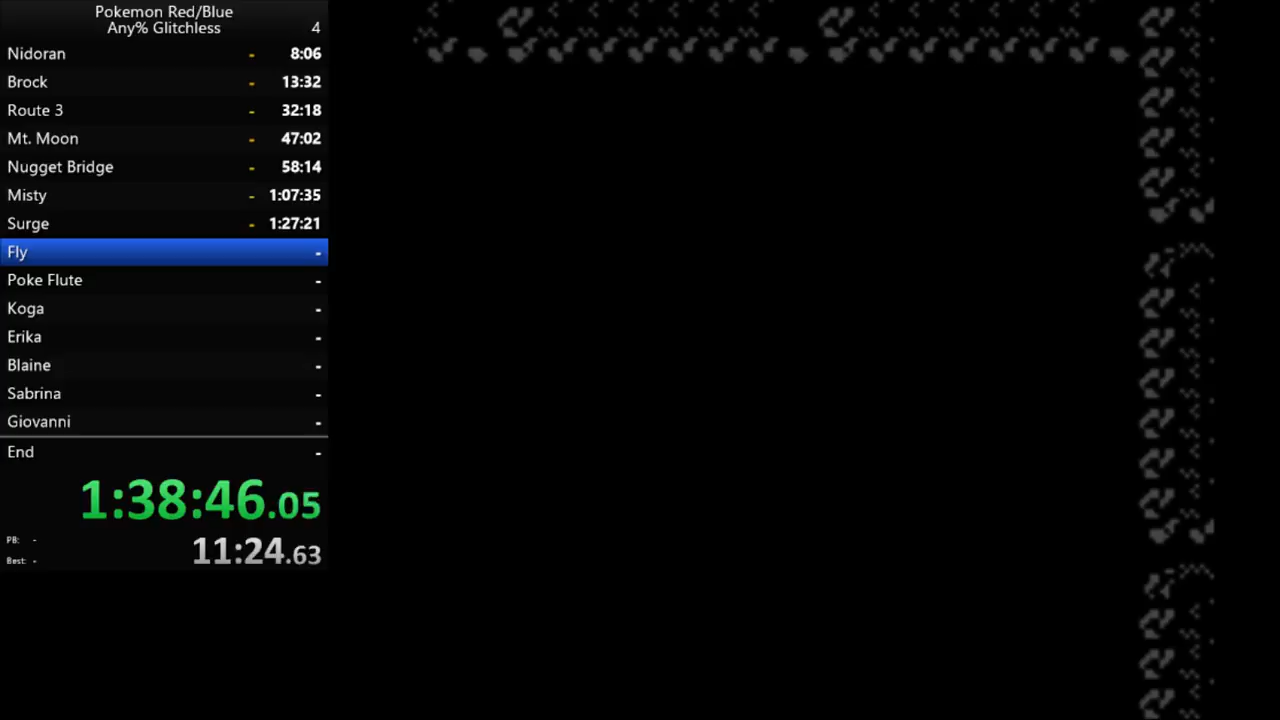 Pokemon Red/Blue
Any% Glitchless 4
Nidoran - 8:06
Brock - 13:32
Route 3 - 32:18
Mt. Moon - 47:02
Nugget Bridge - 58:14
Misty - 1:07:35
Surge - 1:27:21
Fly -
Poke Flute -
Koga -
Erika -
Blaine -
Sabrina -
Giovanni -
End -
1:38:46.05
PB: - 
Best: -
11:24.63